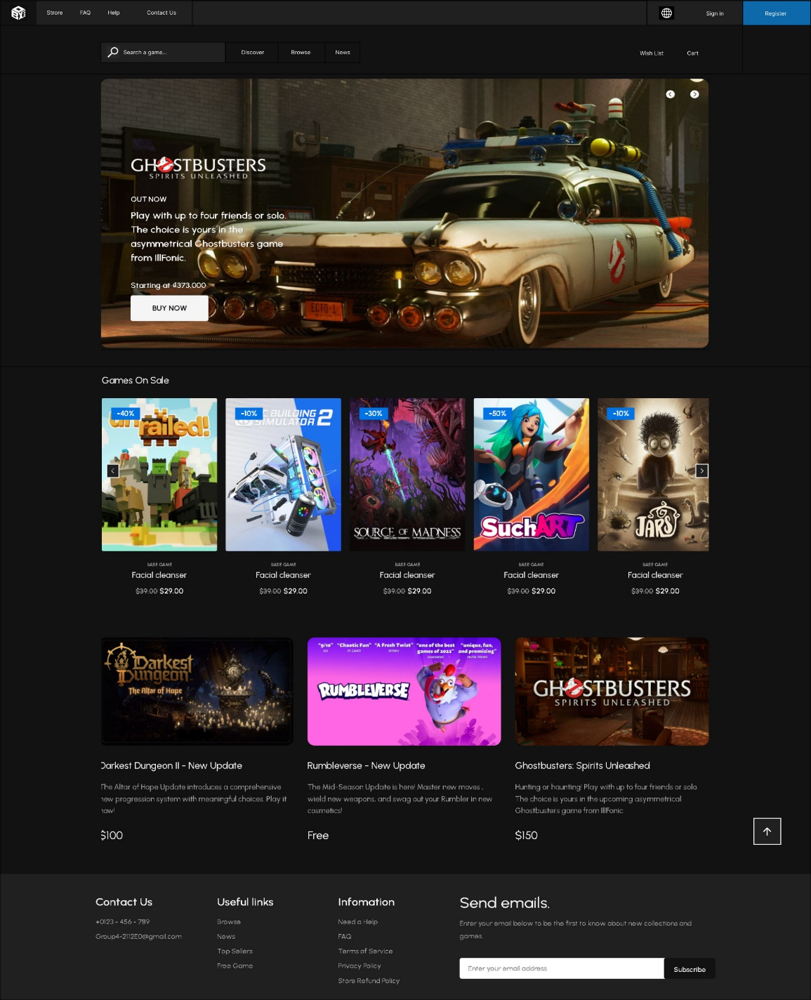 Strore FAQ Help Contact Us Sign in Register
Search a game... Discover Browse News Wish List Cart
GHOSTBUSTERS
SPIRITS UNLEASHED
OUT NOW
Play with up to four friends or solo.
The choice is yours in the
asymmetrical Ghostbusters game
from IllFonic.
Starting at ₫373,000
BUY NOW
ECTO-1
Games On Sale
-40% -10% -30% -50% -10%
railed!
BUILDING
SIMULATOR 2
SOURCE OF MADNESS
SuchART
JARS
BASE GAME BASE GAME BASE GAME BASE GAME BASE GAME
Facial cleanser Facial cleanser Facial cleanser Facial cleanser Facial cleanser
$39.00 $29.00 $39.00 $29.00 $39.00 $29.00 $39.00 $29.00 $39.00 $29.00
Darkest
Dungeon
The Altar of Hope
"9/10" "Chaotic Fun" "A Fresh Twist" "one of the best games of 2022" "unique, fun, and promising"
RUMBLEVERSE
GHOSTBUSTERS
SPIRITS UNLEASHED
Darkest Dungeon II - New Update
The Altar of Hope Update introduces a comprehensive
new progression system with meaningful choices. Play it
now!
$100
Rumbleverse - New Update
The Mid-Season Update is here! Master new moves ,
wield new weapons, and swag out your Rumbler in new
cosmetics!
Free
Ghostbusters: Spirits Unleashed
Hunting or haunting! Play with up to four friends or solo.
The choice is yours in the upcoming asymmetrical
Ghostbusters game from IllFonic.
$150
Contact Us
+0123 - 456 - 789
Group4-2112E0@gmail.com
Useful links
Browse
News
Top Sellers
Free Game
Infomation
Need a Help
FAQ
Terms of Service
Privacy Policy
Store Refund Policy
Send emails.
Enter your email below to be the first to know about new collections and
games.
Enter your email address
Subscribe